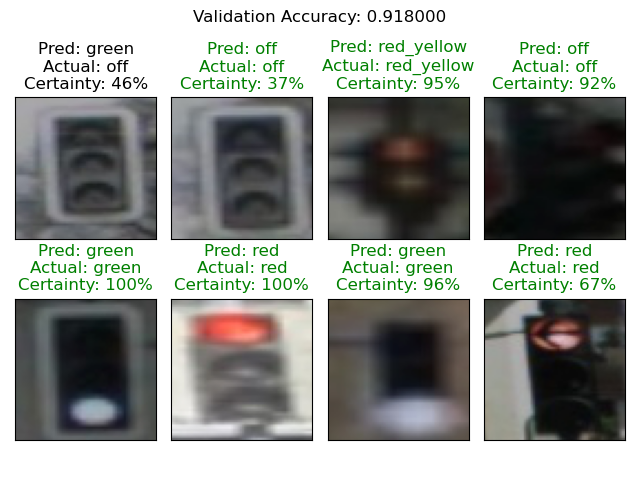 Validation Accuracy: 0.918000
Pred: green
Actual: off
Certainty: 46%
Pred: off
Actual: off
Certainty: 37%
Pred: red_yellow
Actual: red_yellow
Certainty: 95%
Pred: off
Actual: off
Certainty: 92%
Pred: green
Actual: green
Certainty: 100%
Pred: red
Actual: red
Certainty: 100%
Pred: green
Actual: green
Certainty: 96%
Pred: red
Actual: red
Certainty: 67%